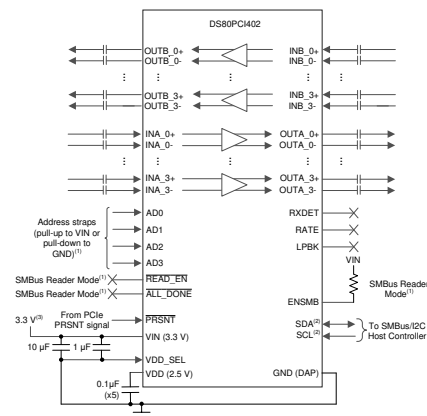 DS80PCI402
OUTB_0+
OUTB_0-
INB_0+
INB_0-
OUTB_3+
OUTB_3-
INB_3+
INB_3-
INA_0+
INA_0-
OUTA_0+
OUTA_0-
INA_3+
INA_3-
OUTA_3+
OUTA_3-
Address straps
(pull-up to VIN or
pull-down to
GND)(1)
AD0
AD1
AD2
AD3
RXDET
RATE
LPBK
VIN
SMBus Reader Mode(1)
READ_EN
SMBus Reader Mode(1)
ALL_DONE
SMBus Reader
Mode(1)
ENSMB
From PCIe
PRSNT signal
PRSNT
3.3 V(3)
VIN (3.3 V)
10 µF
1 µF
VDD_SEL
VDD (2.5 V)
0.1µF
(x5)
SDA(2)
SCL(2)
To SMBus/I2C
Host Controller
GND (DAP)